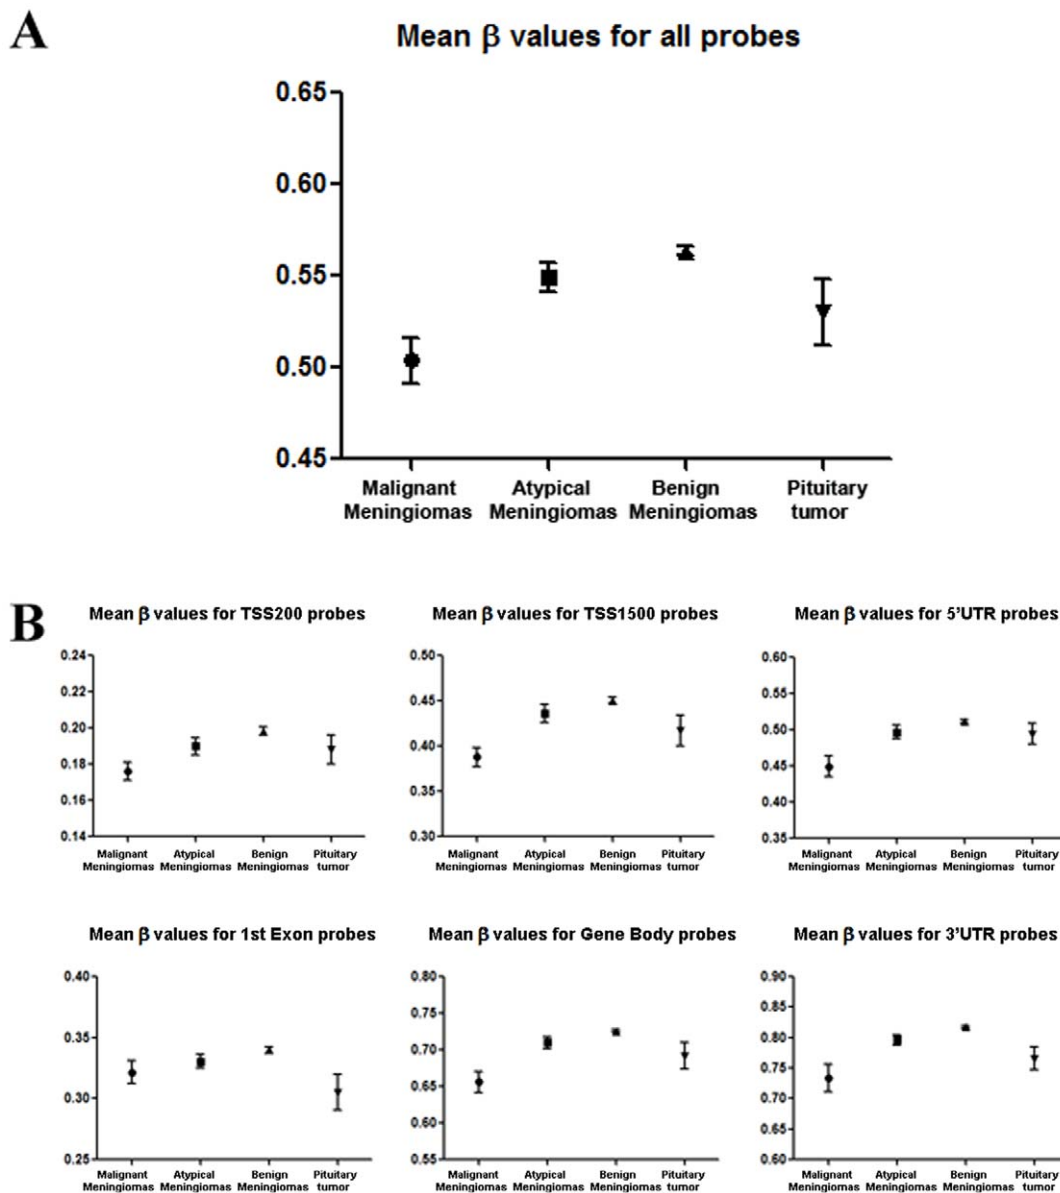 A
Mean β values for all probes
0.65
0.60
0.55
0.50
0.45
Malignant
Meningiomas
Atypical
Meningiomas
Benign
Meningiomas
Pituitary
tumor
B
Mean β values for TSS200 probes
0.24
0.22
0.20
0.18
0.16
0.14
Malignant
Meningiomas
Atypical
Meningiomas
Benign
Meningiomas
Pituitary
tumor
Mean β values for TSS1500 probes
0.50
0.45
0.40
0.35
0.30
Malignant
Meningiomas
Atypical
Meningiomas
Benign
Meningiomas
Pituitary
tumor
Mean β values for 5'UTR probes
0.60
0.55
0.50
0.45
0.40
0.35
Malignant
Meningiomas
Atypical
Meningiomas
Benign
Meningiomas
Pituitary
tumor
Mean β values for 1st Exon probes
0.40
0.35
0.30
0.25
Malignant
Meningiomas
Atypical
Meningiomas
Benign
Meningiomas
Pituitary
tumor
Mean β values for Gene Body probes
0.80
0.75
0.70
0.65
0.60
0.55
Malignant
Meningiomas
Atypical
Meningiomas
Benign
Meningiomas
Pituitary
tumor
Mean β values for 3'UTR probes
0.90
0.85
0.80
0.75
0.70
0.65
0.60
Malignant
Meningiomas
Atypical
Meningiomas
Benign
Meningiomas
Pituitary
tumor